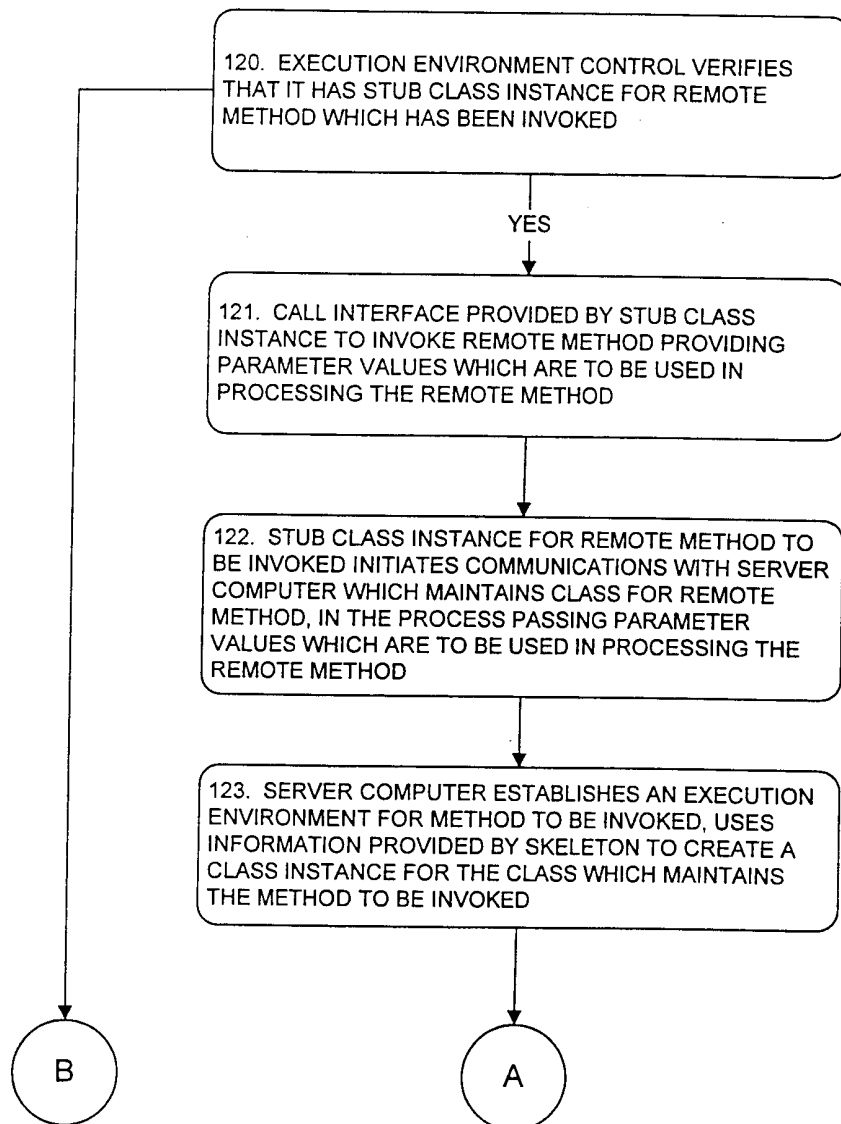 120. EXECUTION ENVIRONMENT CONTROL VERIFIES
THAT IT HAS STUB CLASS INSTANCE FOR REMOTE
METHOD WHICH HAS BEEN INVOKED
YES
121. CALL INTERFACE PROVIDED BY STUB CLASS
INSTANCE TO INVOKE REMOTE METHOD PROVIDING
PARAMETER VALUES WHICH ARE TO BE USED IN
PROCESSING THE REMOTE METHOD
122. STUB CLASS INSTANCE FOR REMOTE METHOD TO
BE INVOKED INITIATES COMMUNICATIONS WITH SERVER
COMPUTER WHICH MAINTAINS CLASS FOR REMOTE
METHOD, IN THE PROCESS PASSING PARAMETER
VALUES WHICH ARE TO BE USED IN PROCESSING THE
REMOTE METHOD
123. SERVER COMPUTER ESTABLISHES AN EXECUTION
ENVIRONMENT FOR METHOD TO BE INVOKED, USES
INFORMATION PROVIDED BY SKELETON TO CREATE A
CLASS INSTANCE FOR THE CLASS WHICH MAINTAINS
THE METHOD TO BE INVOKED
B
A